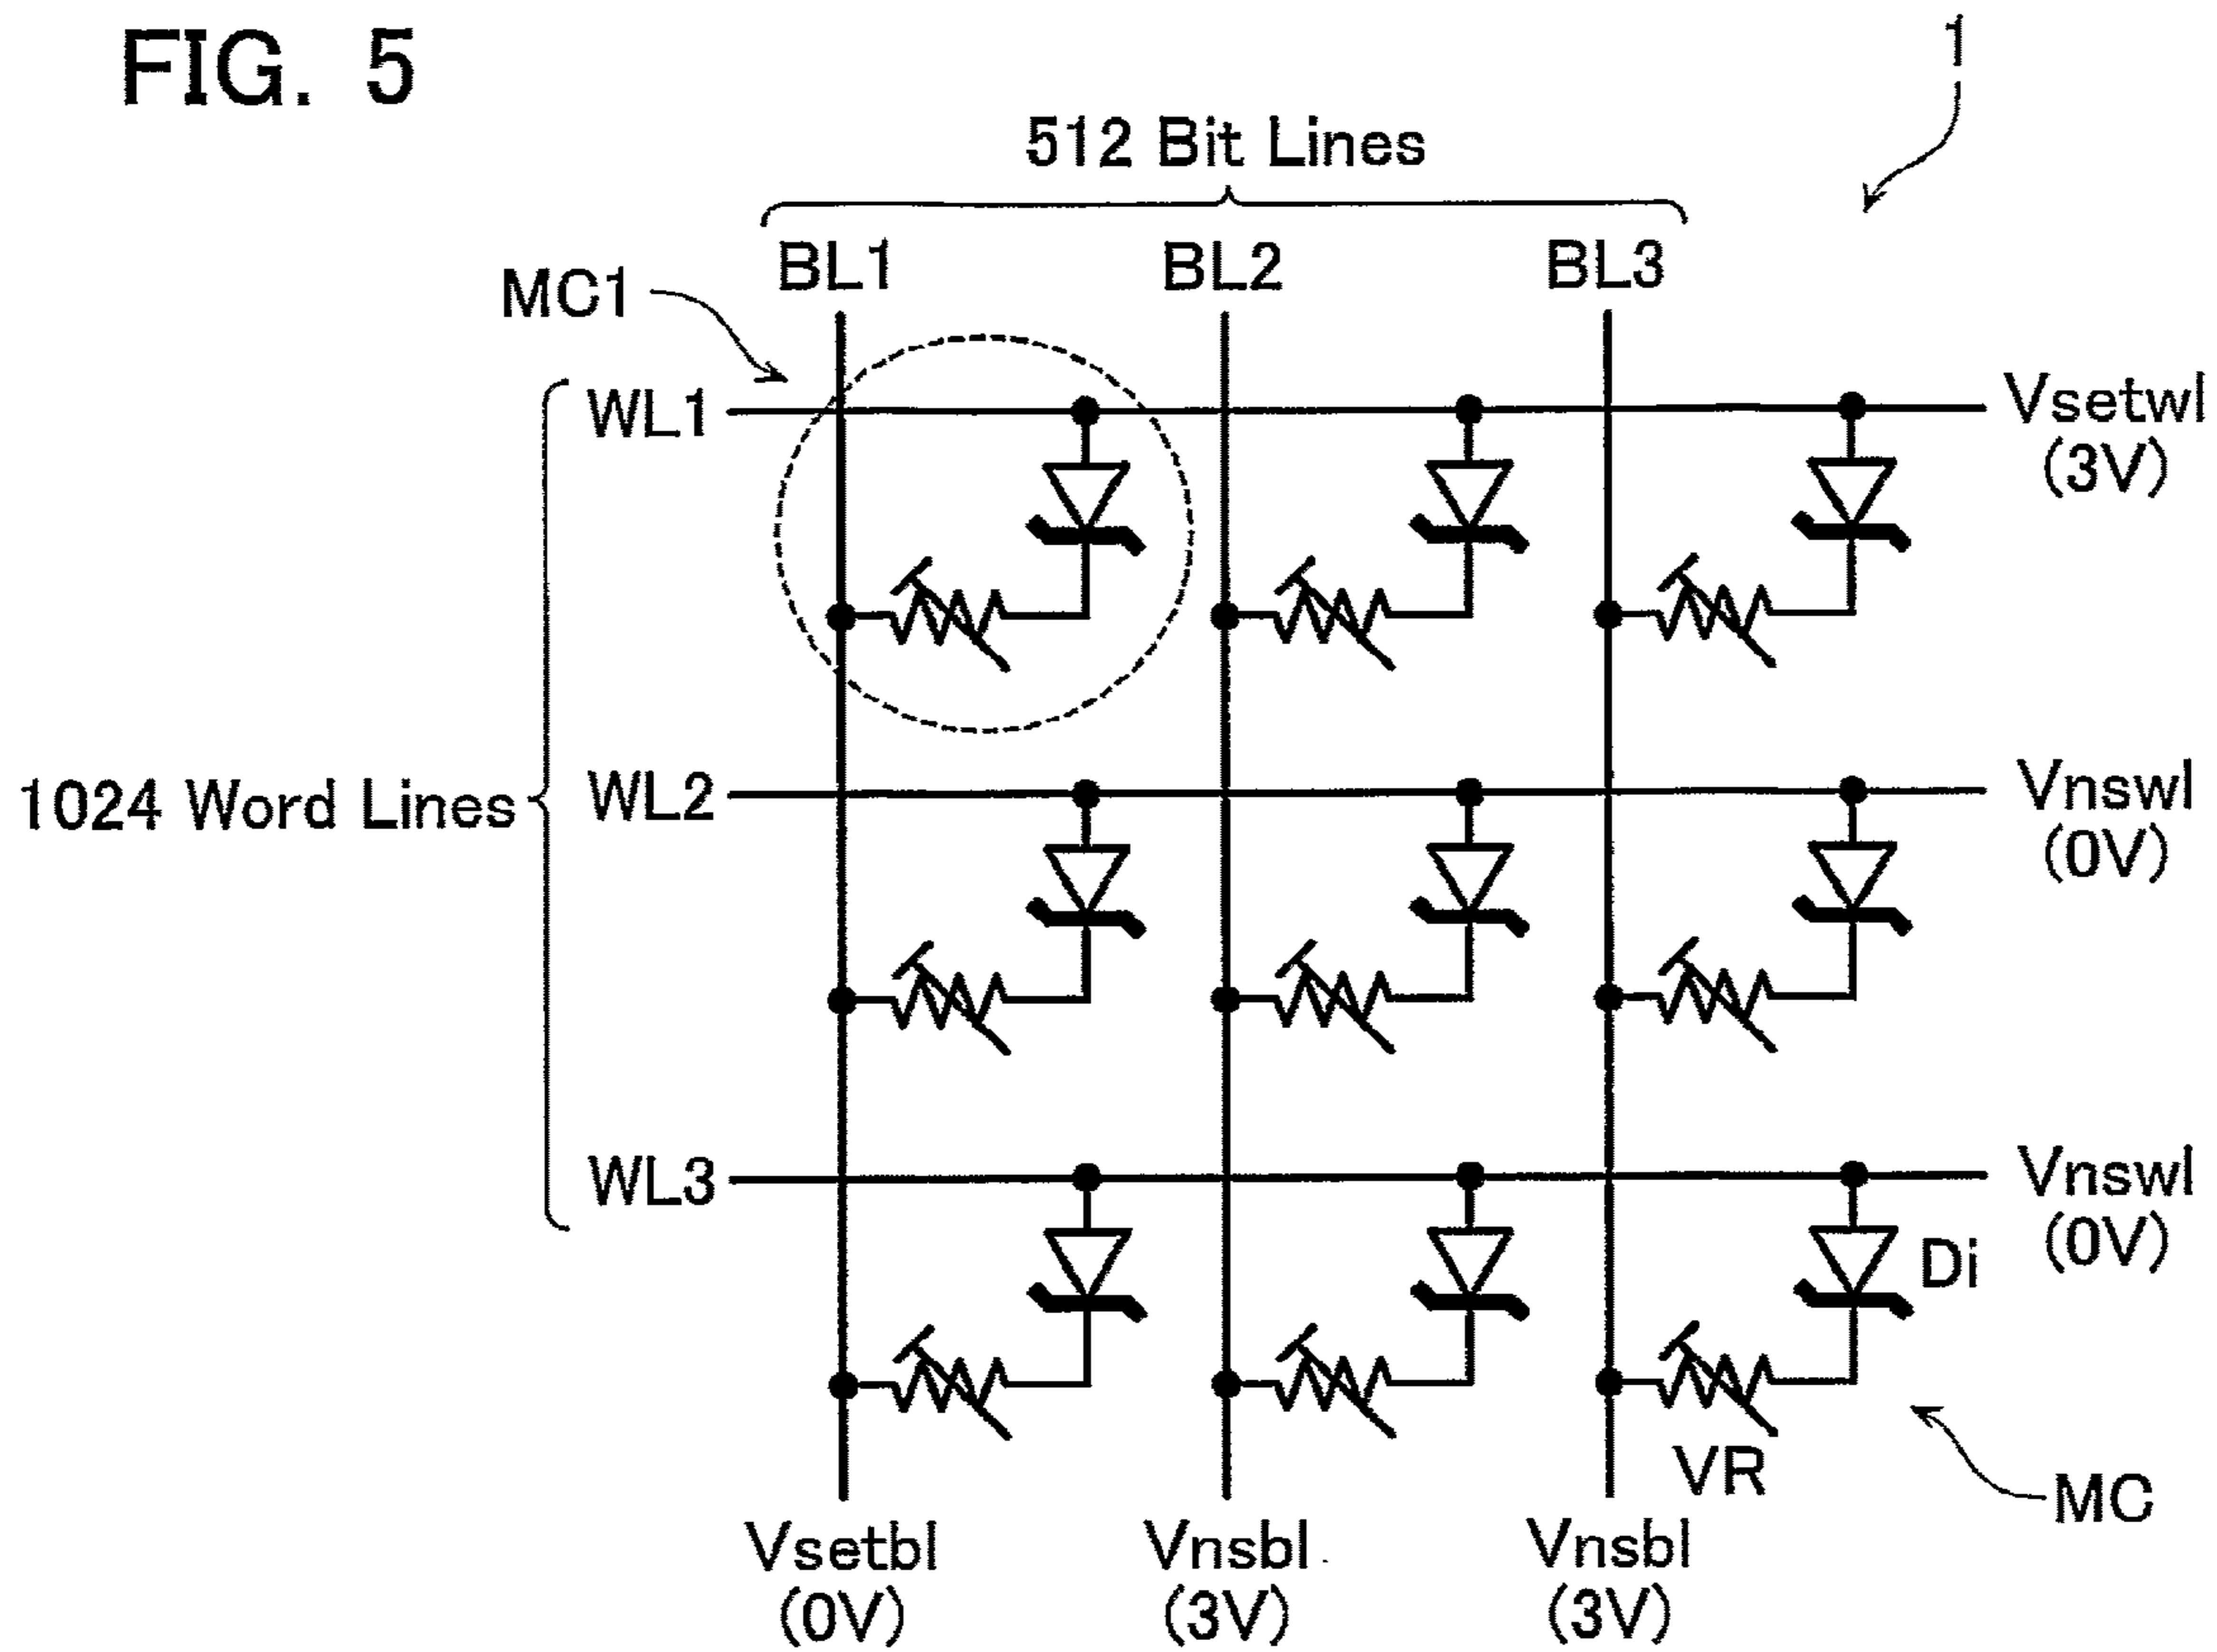 FIG. 5
1
512 Bit Lines
BL1
BL2
BL3
MC1
WL1
Vsetwl
(3V)
1024 Word Lines
WL2
Vnswl
(0V)
WL3
Vnswl
(0V)
Di
VR
MC
Vsetbl
(0V)
Vnsbl
(3V)
Vnsbl
(3V)